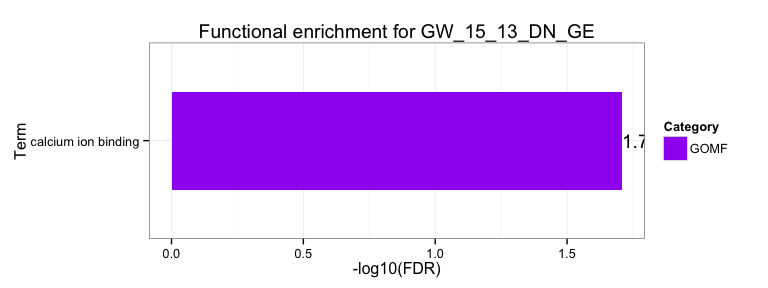 Functional enrichment for GW_15_13_DN_GE
Term
calcium ion binding
1.7
0.0 0.5 1.0 1.5
-log10(FDR)
Category
GOMF